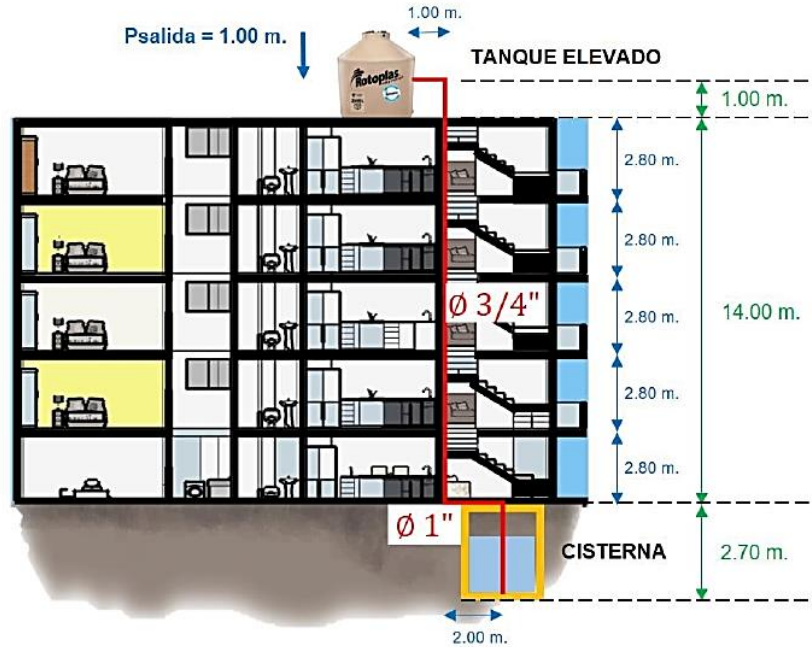 1.00 m.
Psalida = 1.00 m.
TANQUE ELEVADO
Rotoplas
1.00 m.
2.80 m.
2.80 m.
Ø 3/4"
2.80 m.
14.00 m.
2.80 m.
2.80 m.
Ø 1"
CISTERNA
2.70 m.
2.00 m.